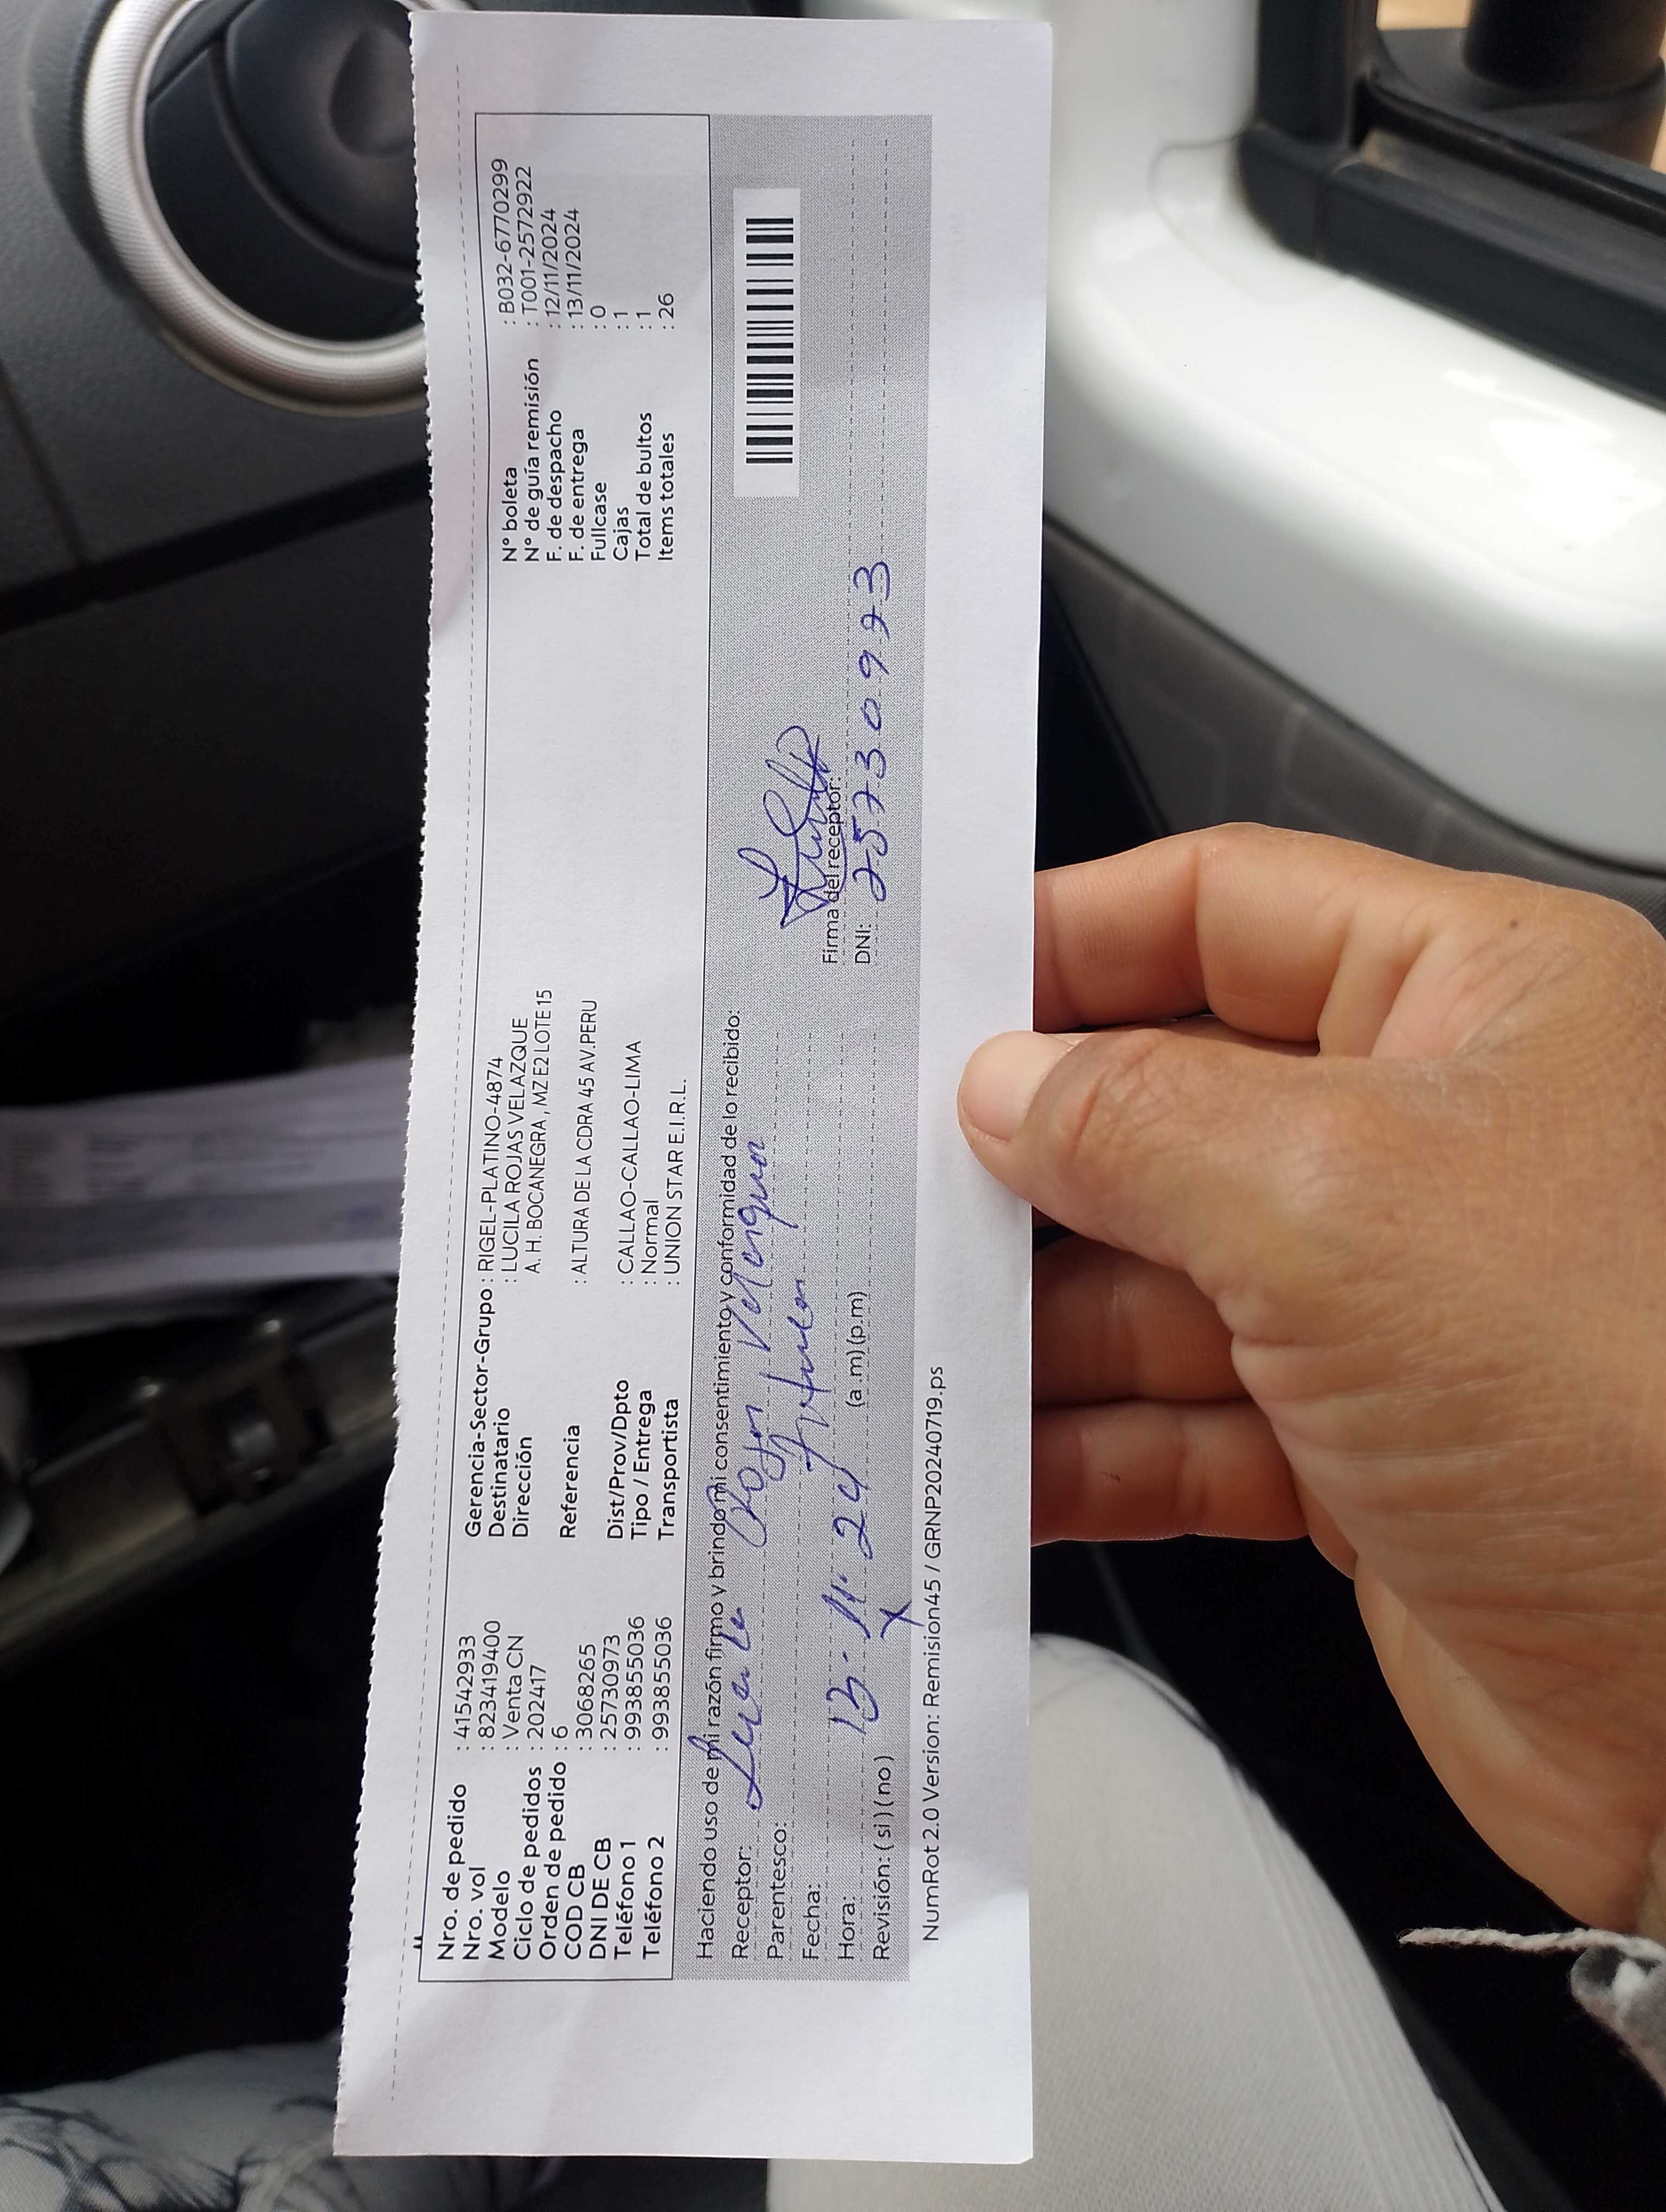 Nro. de pedido : 41542933
Nro. vol : 823419400
Modelo : Venta CN
Ciclo de pedidos : 202417
Orden de pedido : 6
COD CB : 3068265
DNI DE CB : 25730973
Teléfono 1 : 993855036
Teléfono 2 : 993855036
Gerencia-Sector-Grupo : RIGEL-PLATINO-4874
Destinatario : LUCILA ROJAS VELAZQUE
Dirección A. H. BOCANEGRA , MZ E2 LOTE 15
Referencia : ALTURA DE LA CDRA 45 AV.PERU
Dist/Prov/Dpto : CALLAO-CALLAO-LIMA
Tipo / Entrega : Normal
Transportista : UNION STAR E.I.R.L.
N° boleta : B032-6770299
N° de guía remisión : T001-2572922
F. de despacho : 12/11/2024
F. de entrega : 13/11/2024
Fullcase : 0
Cajas : 1
Total de bultos : 1
Items totales : 26
Haciendo uso de mi razón firmo y brindo mi consentimiento y conformidad de lo recibido:
Receptor: Rojas
Parentesco:
Fecha: 13.11.24
Hora: (a.m)(p.m)
Revisión: ( si ) ( no ) X
Firma del receptor:
DNI: 25730973
NumRot 2.0 Version: Remision45 / GRNP20240719.ps